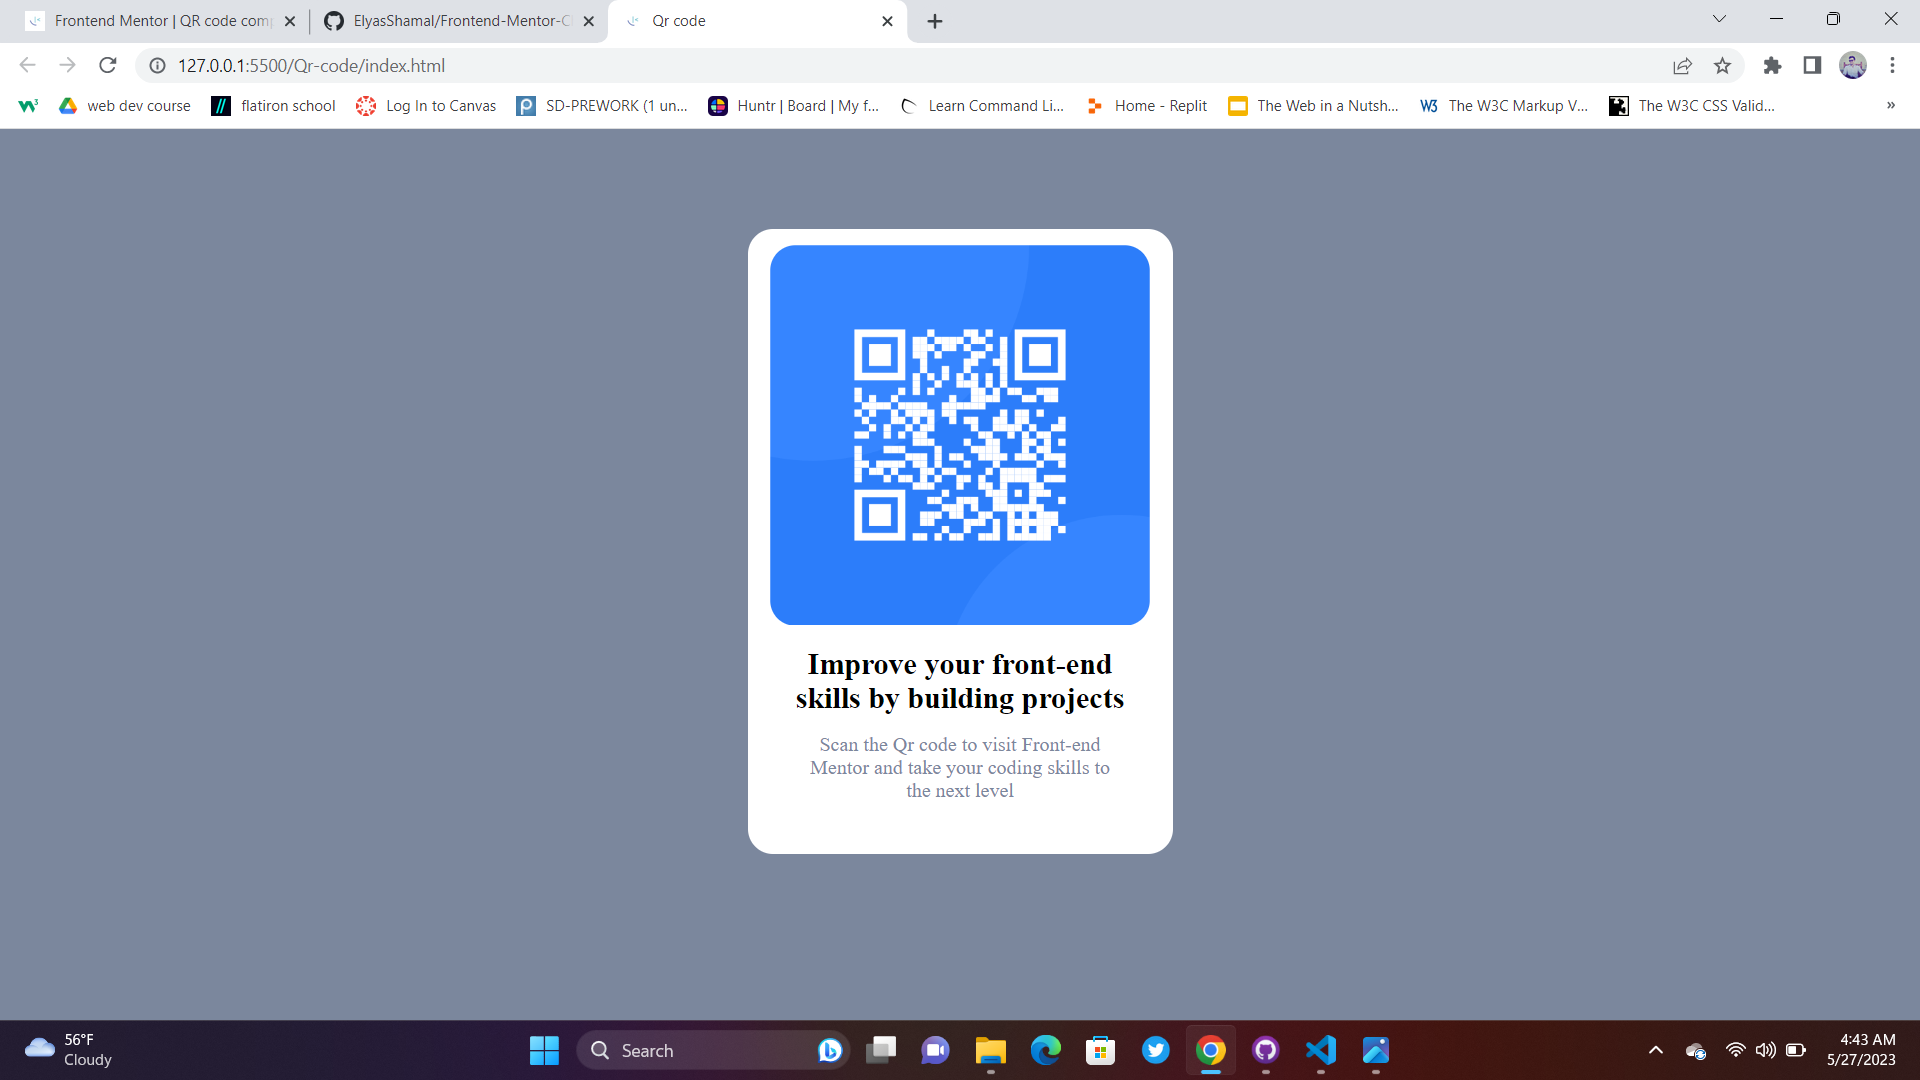 Frontend Mentor | QR code com
ElyasShamal/Frontend-Mentor-C
Qr code
127.0.0.1:5500/Qr-code/index.html
web dev course
flatiron school
Log In to Canvas
SD-PREWORK (1 un...
Huntr | Board | My f...
Learn Command Li...
Home - Replit
The Web in a Nutsh...
W3 The W3C Markup V...
The W3C CSS Valid...
»
Improve your front-end
skills by building projects
Scan the Qr code to visit Front-end
Mentor and take your coding skills to
the next level
56°F
Cloudy
Search
4:43 AM
5/27/2023